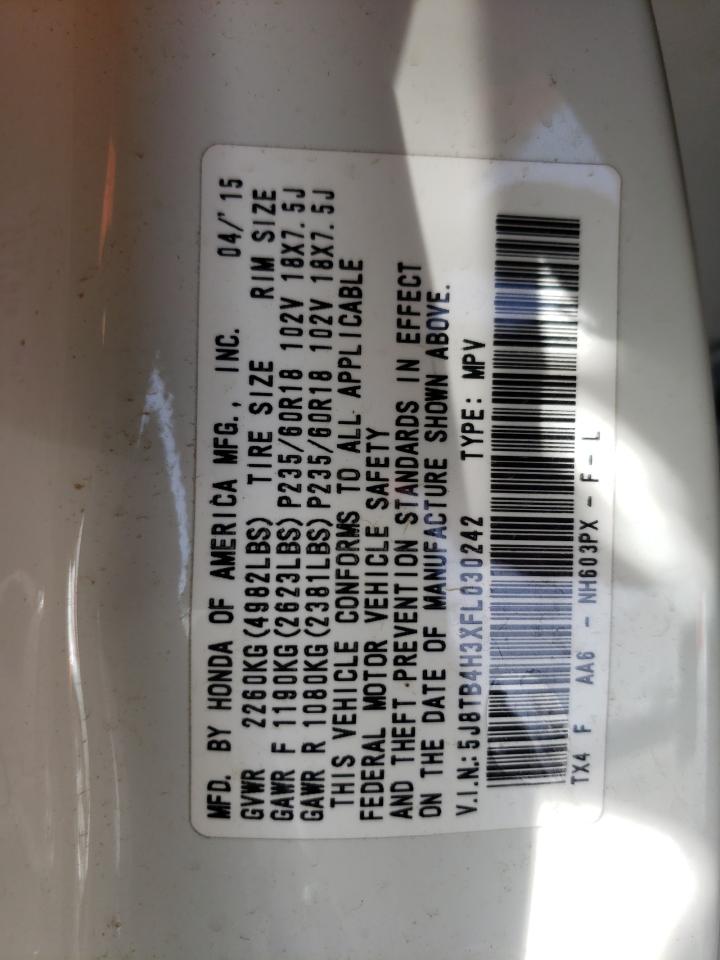 MFD. BY HONDA OF AMERICA MFG., INC. 04/'15
GVWR 2260KG(4982LBS) TIRE SIZE RIM SIZE
GAWR F 1190KG(2623LBS)P235/60R18 102V 18X7.5J
GAWR R 1080KG(2381LBS)P235/60R18 102V 18X7.5J
THIS VEHICLE CONFORMS TO ALL APPLICABLE
FEDERAL MOTOR VEHICLE SAFETY
AND THEFT PREVENTION STANDARDS IN EFFECT
ON THE DATE OF MANUFACTURE SHOWN ABOVE.
V.I.N:5J8TB4H3XFL030242 TYPE: MPV
TX4 F AA6 - NH603PX - F - L